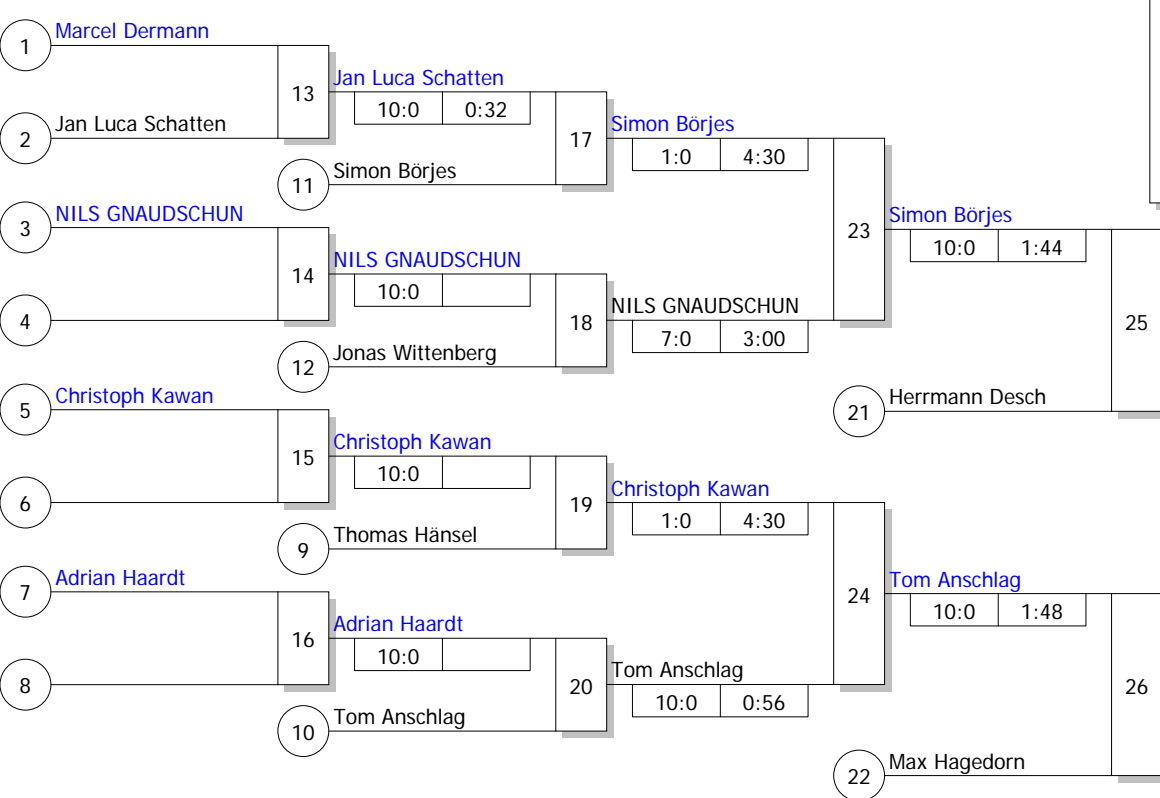 1 Marcel Dermann
13
Jan Luca Schatten
10:0 0:32
2 Jan Luca Schatten
17
Simon Börjes
1:0 4:30
11 Simon Börjes
3 NILS GNAUDSCHUN
23
Simon Börjes
10:0 1:44
14
NILS GNAUDSCHUN
10:0
4
18
NILS GNAUDSCHUN
7:0 3:00
25
12 Jonas Wittenberg
5 Christoph Kawan
21 Herrmann Desch
15
Christoph Kawan
10:0
6
19
Christoph Kawan
1:0 4:30
9 Thomas Hänsel
7 Adrian Haardt
24
Tom Anschlag
10:0 1:48
16
Adrian Haardt
10:0
8
20
Tom Anschlag
10:0 0:56
26
10 Tom Anschlag
22 Max Hagedorn